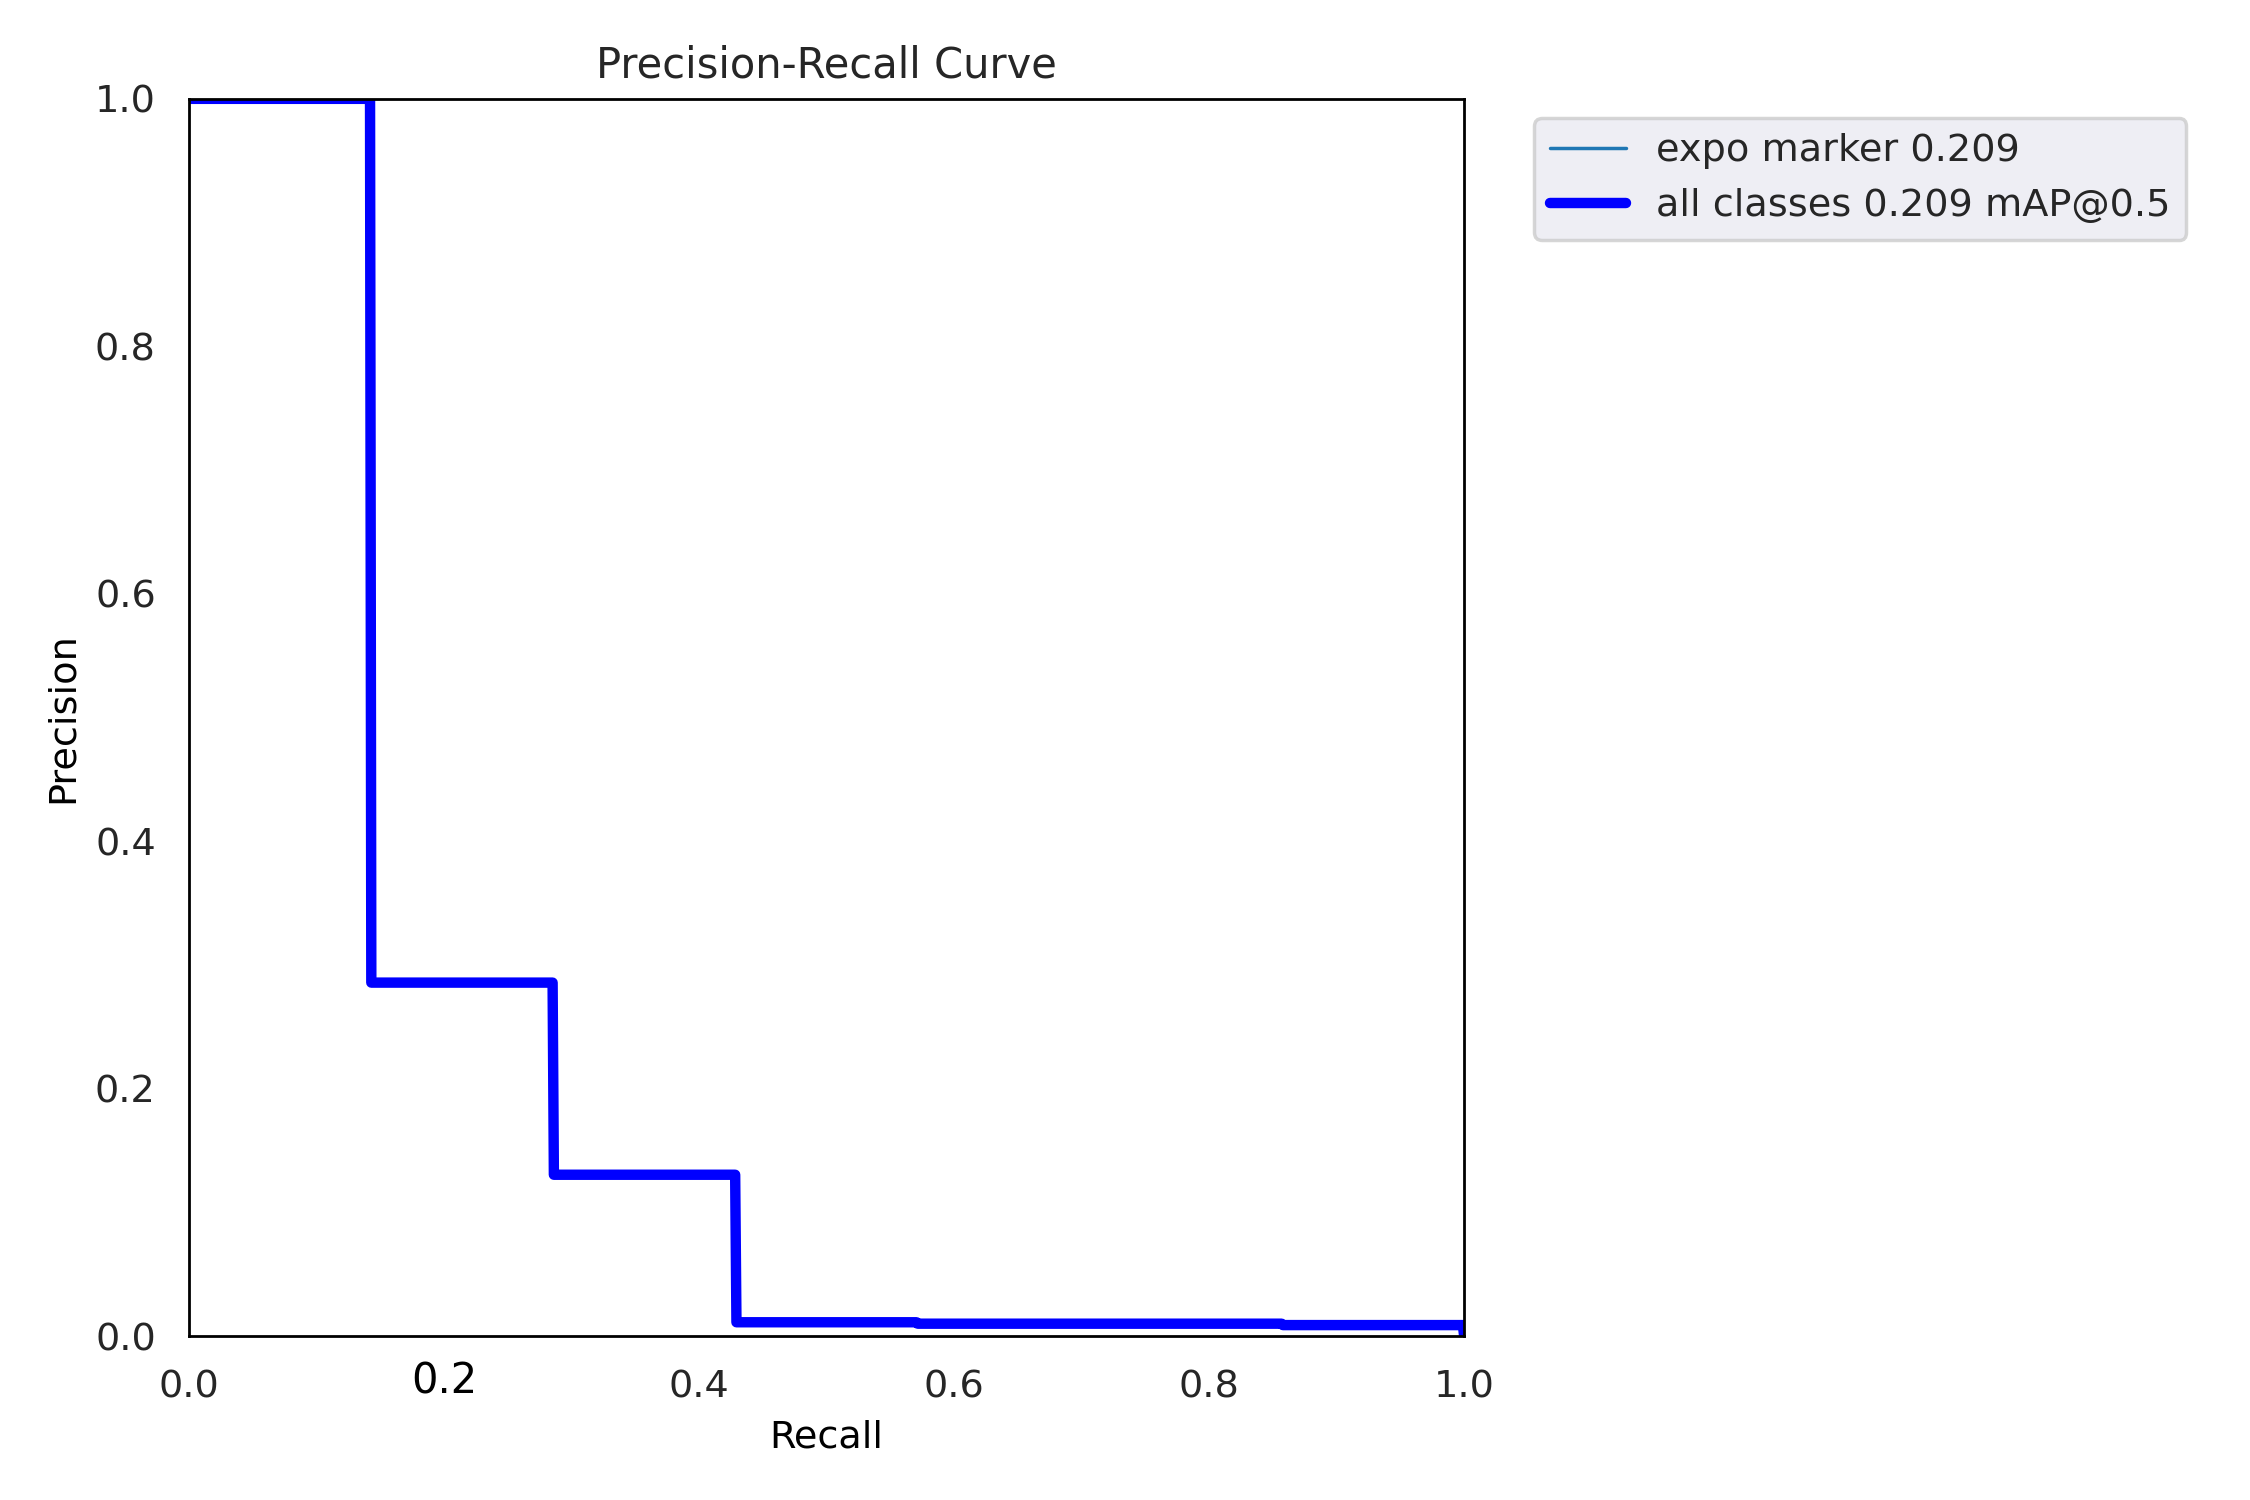 Precision-Recall Curve
1.0
0.8
0.6
0.4
0.2
0.0
Precision
0.0 0.2 0.4 0.6 0.8 1.0
Recall
expo marker 0.209
all classes 0.209 mAP@0.5